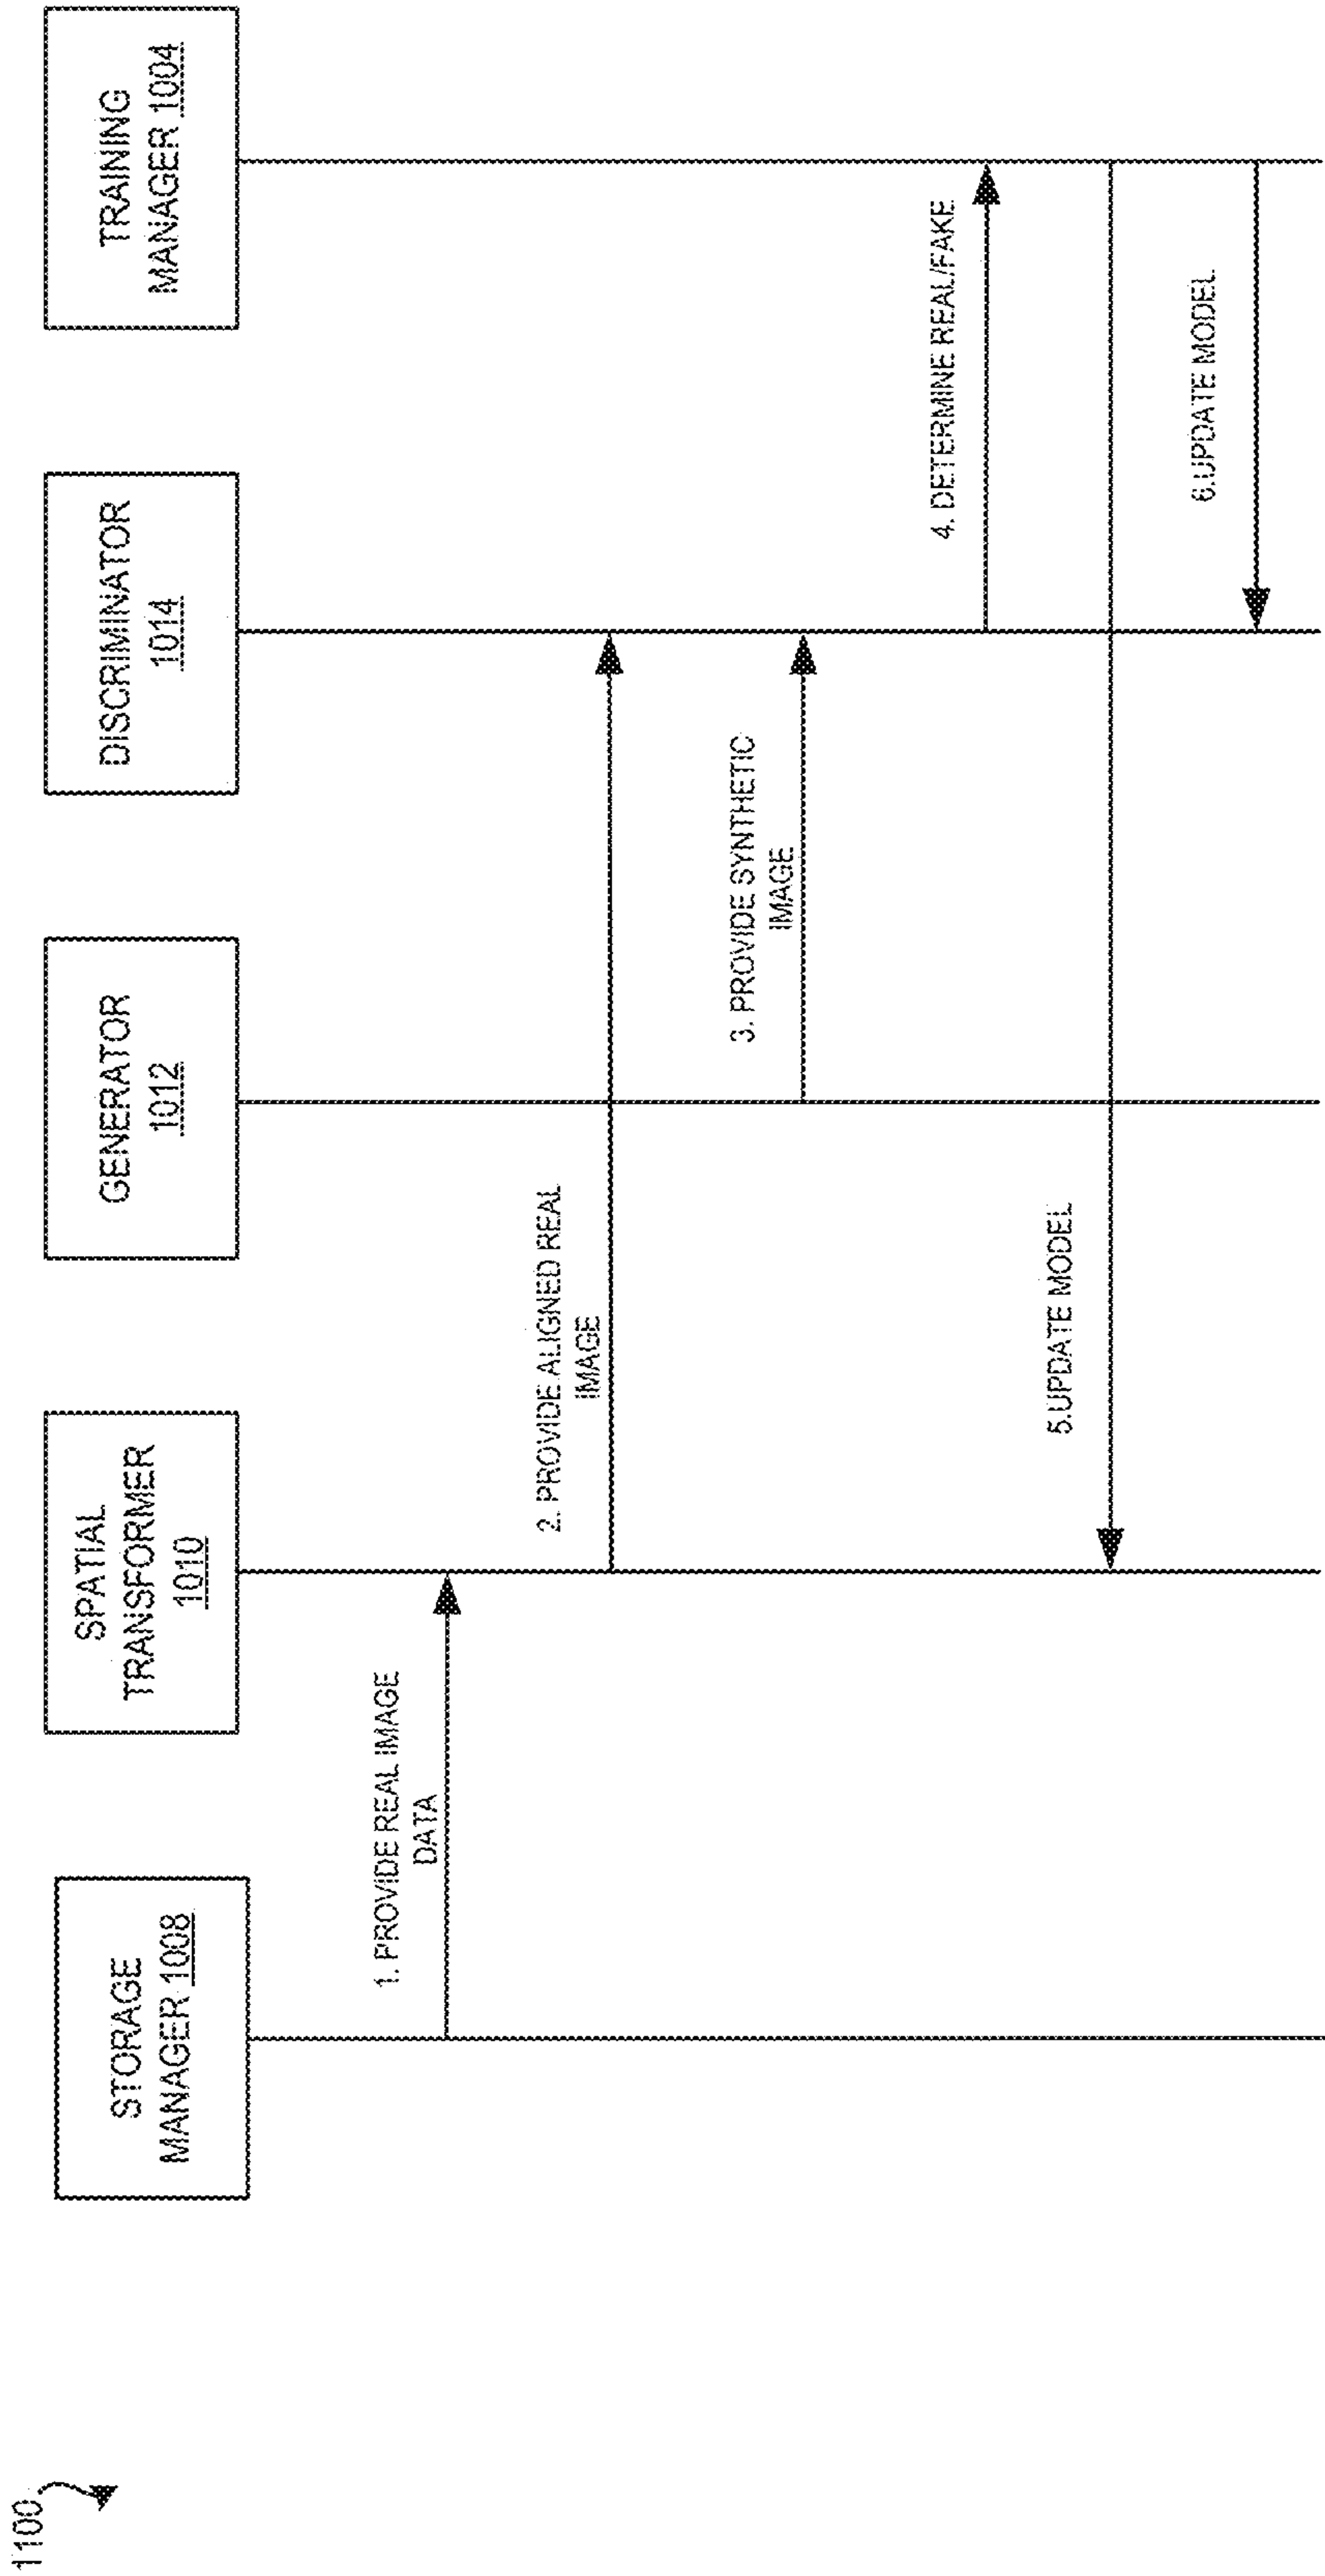 1100
STORAGE
MANAGER 1008
SPATIAL
TRANSFORMER
1010
GENERATOR
1012
DISCRIMINATOR
1014
TRAINING
MANAGER 1004
1. PROVIDE REAL IMAGE
DATA
2. PROVIDE ALIGNED REAL
IMAGE
3. PROVIDE SYNTHETIC
IMAGE
4. DETERMINE REAL/FAKE
5.UPDATE MODEL
6.UPDATE MODEL